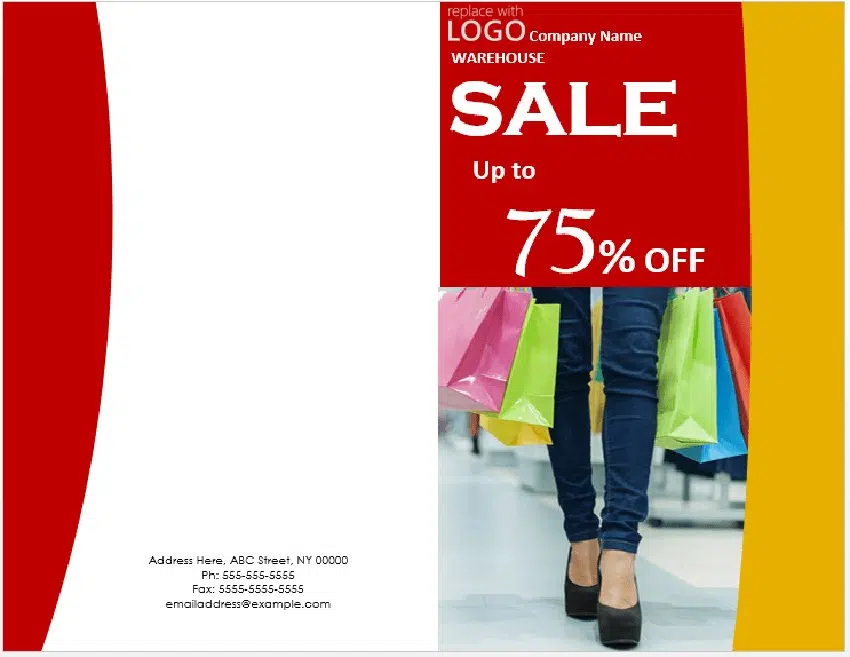 replace with
LOGO Company Name
WAREHOUSE
SALE
Up to
75% OFF
Address Here, ABC Street, NY 00000
Ph: 555-555-5555
Fax: 5555-5555-5555
emailaddress@example.com